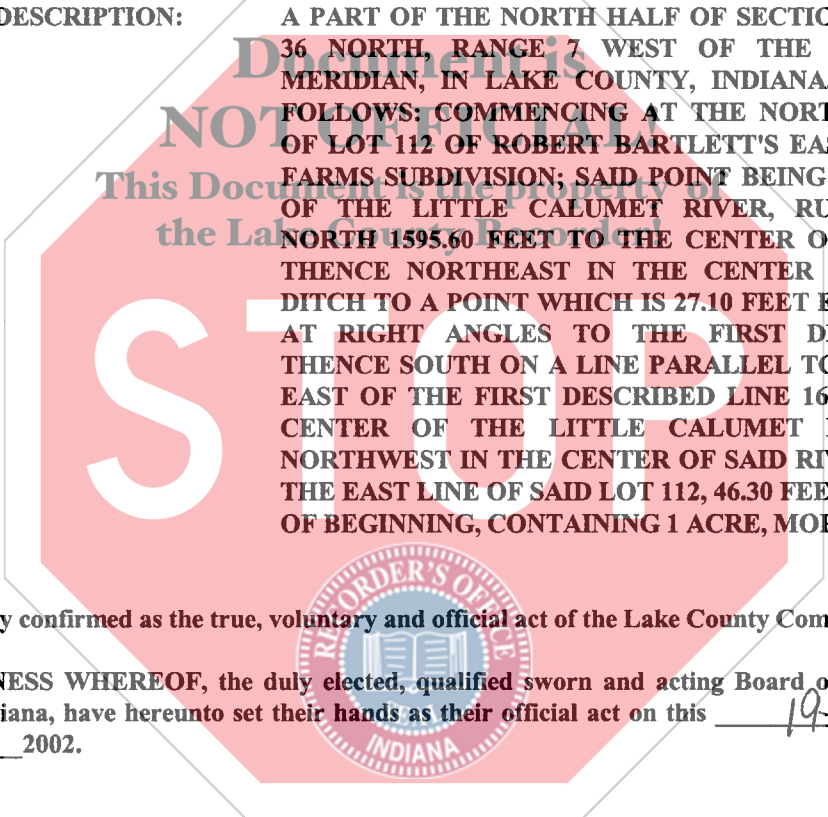 DESCRIPTION: A PART OF THE NORTH HALF OF SECTIO
36 NORTH, RANGE 7 WEST OF THE
MERIDIAN, IN LAKE COUNTY, INDIANA
FOLLOWS: COMMENCING AT THE NORT
OF LOT 112 OF ROBERT BARTLETT'S EA
FARMS SUBDIVISION; SAID POINT BEING
OF THE LITTLE CALUMET RIVER, RU
NORTH 1595.60 FEET TO THE CENTER O
THENCE NORTHEAST IN THE CENTER
DITCH TO A POINT WHICH IS 27.10 FEET E
AT RIGHT ANGLES TO THE FIRST D
THENCE SOUTH ON A LINE PARALLEL TO
EAST OF THE FIRST DESCRIBED LINE 16
CENTER OF THE LITTLE CALUMET
NORTHWEST IN THE CENTER OF SAID RI
THE EAST LINE OF SAID LOT 112, 46.30 FEE
OF BEGINNING, CONTAINING 1 ACRE, MO
y confirmed as the true, voluntary and official act of the Lake County Com
NESS WHEREOF, the duly elected, qualified sworn and acting Board o
iana, have hereunto set their hands as their official act on this 19
2002.
Document is
NOT OFFICIAL!
This Document is the property of
the Lake County Recorder!
STOP
RECORDER'S OFFICE
SEAL
INDIANA